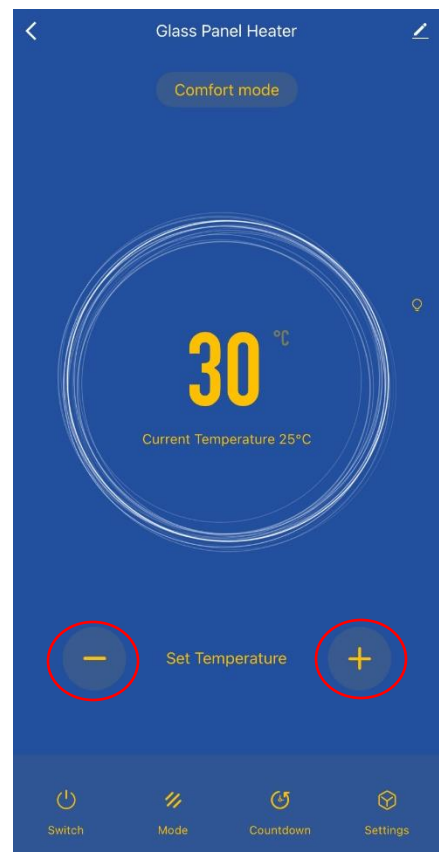 Glass Panel Heater
Comfort mode
30 °C
Current Temperature 25°C
Set Temperature
Switch Mode Countdown Settings